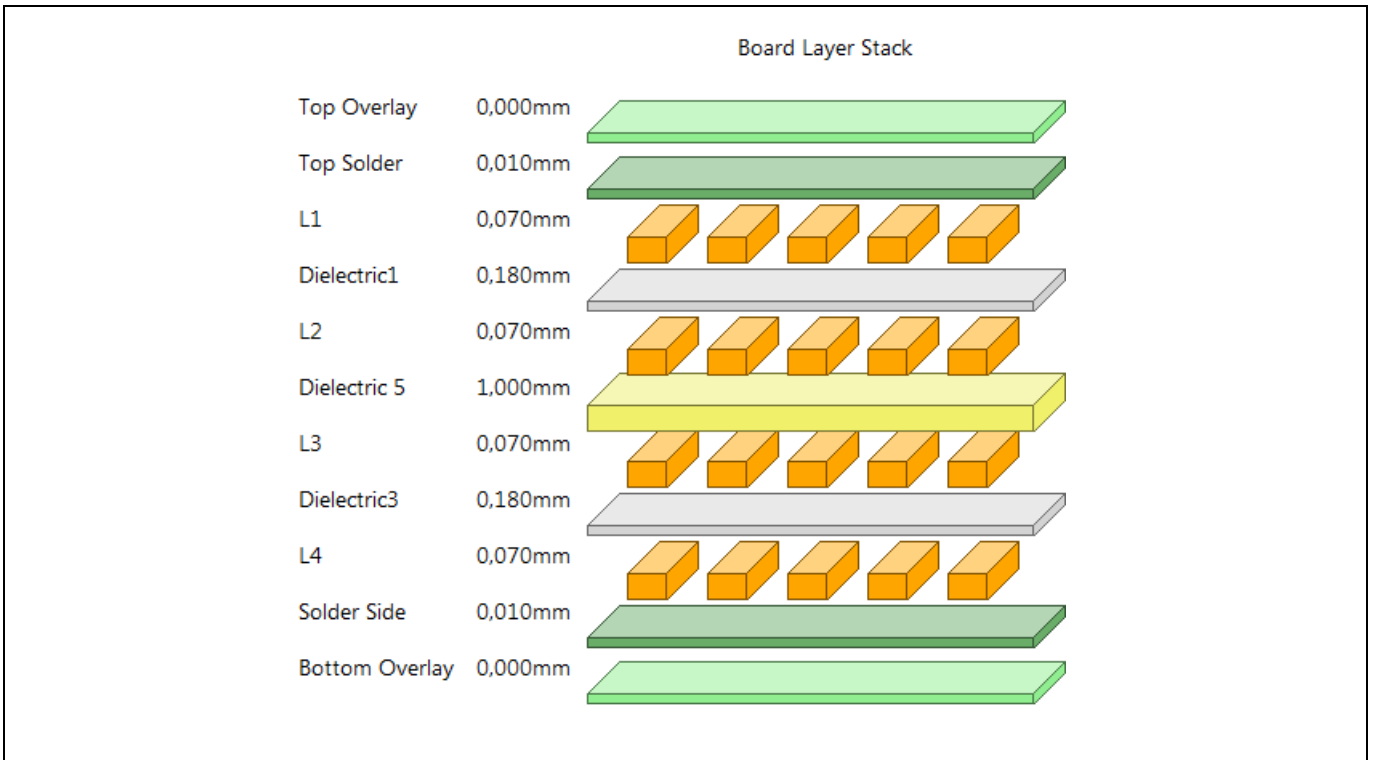 Board Layer Stack
Top Overlay 0,000mm
Top Solder 0,010mm
L1 0,070mm
Dielectric1 0,180mm
L2 0,070mm
Dielectric 5 1,000mm
L3 0,070mm
Dielectric3 0,180mm
L4 0,070mm
Solder Side 0,010mm
Bottom Overlay 0,000mm